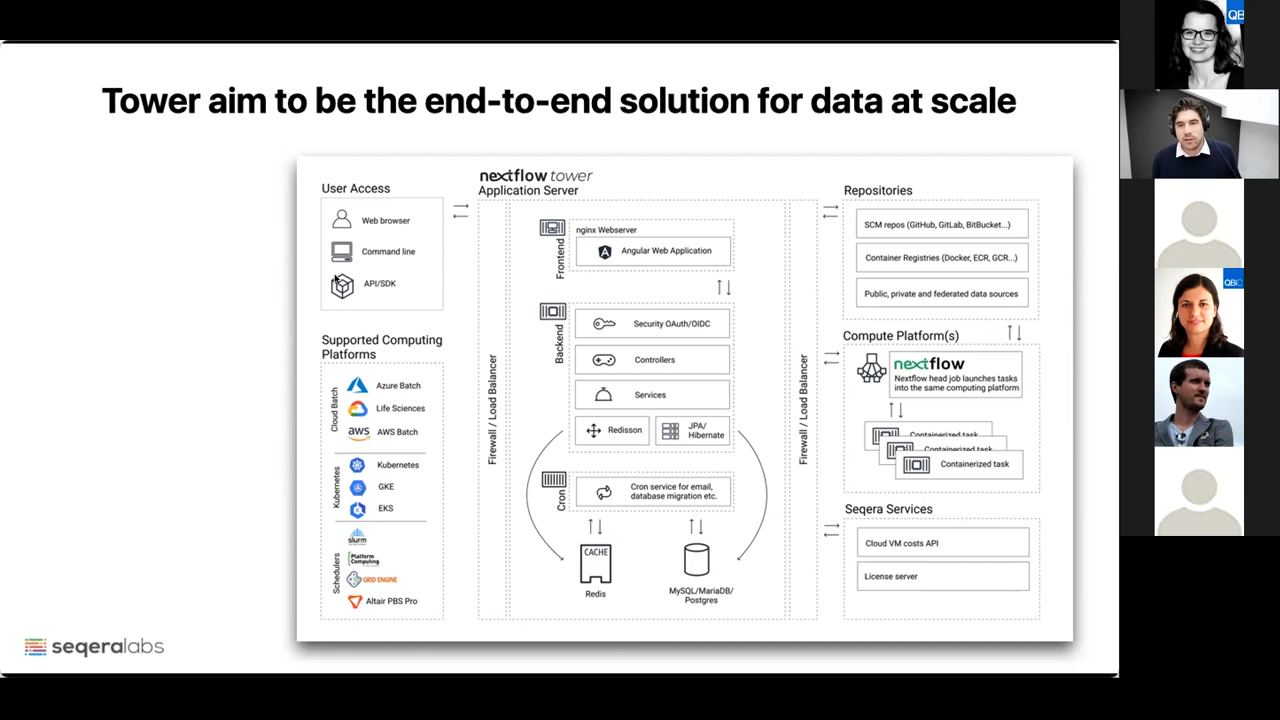 Tower aim to be the end-to-end solution for data at scale
User Access
Web browser
Command line
API/SDK
Supported Computing
Platforms
Cloud Batch
Azure Batch
Life Sciences
aws AWS Batch
Kubernetes
Kubernetes
GKE
EKS
Schedulers
slurm
Platform
Computing
GRID ENGINE
Altair PBS Pro
nextflow tower
Application Server
Firewall / Load Balancer
Frontend
nginx Webserver
Angular Web Application
Backend
Security OAuth/OIDC
Controllers
Services
Redisson
JPA/
Hibernate
Cron
Cron service for email,
database migration etc.
CACHE
Redis
MySQL/MariaDB/
Postgres
Firewall / Load Balancer
Repositories
SCM repos (GitHub, GitLab, BitBucket...)
Container Registries (Docker, ECR, GCR...)
Public, private and federated data sources
Compute Platform(s)
nextflow
Nextflow head job launches tasks
into the same computing platform
Containerized task
Containerized task
Containerized task
Seqera Services
Cloud VM costs API
License server
seqeralabs
QB
QBiC